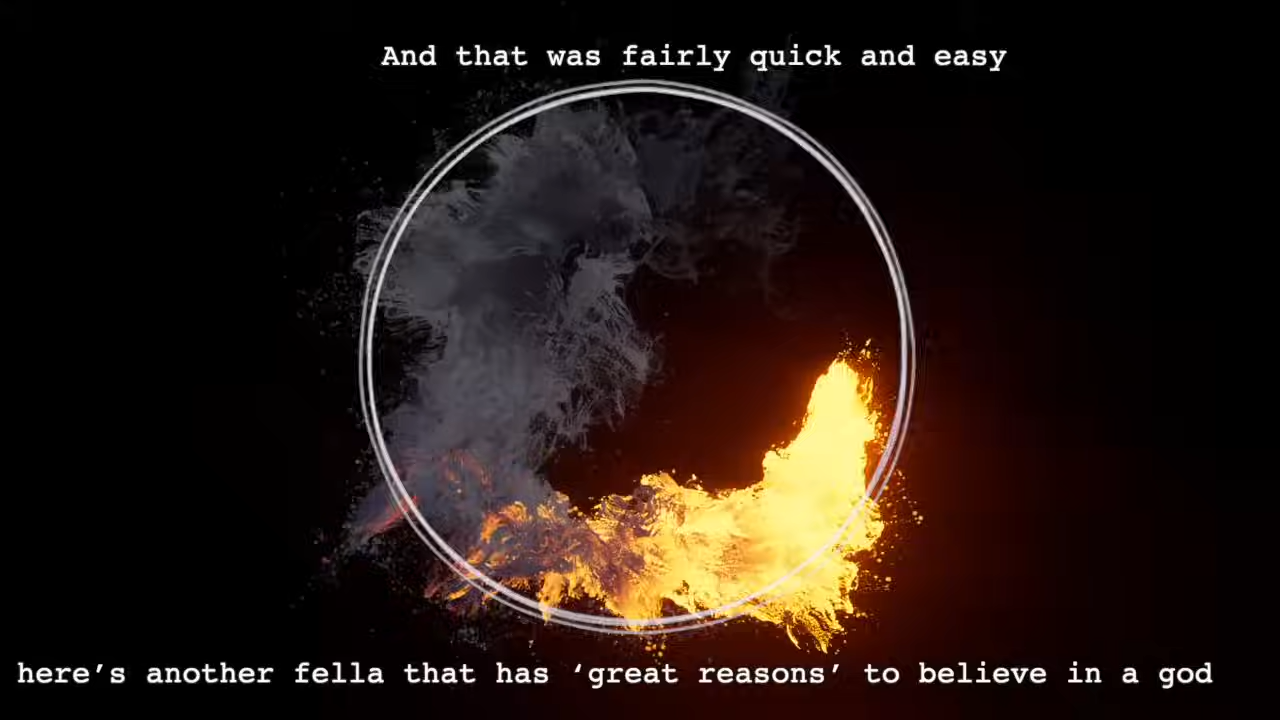 And that was fairly quick and easy
here’s another fella that has ‘great reasons’ to believe in a god